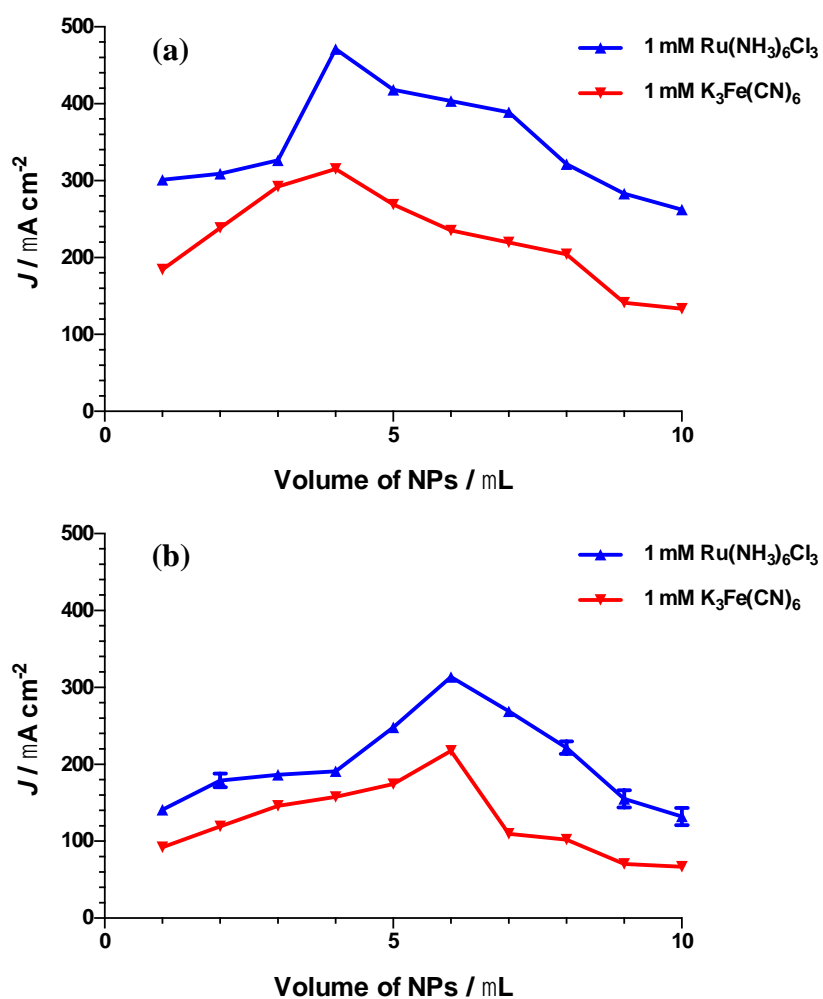 500
(a)
1 mM Ru(NH₃)₆Cl₃
1 mM K₃Fe(CN)₆
400
300
200
100
0
J / mA cm⁻²
0 5 10
Volume of NPs / mL
500
(b)
1 mM Ru(NH₃)₆Cl₃
1 mM K₃Fe(CN)₆
400
300
200
100
0
J / mA cm⁻²
0 5 10
Volume of NPs / mL